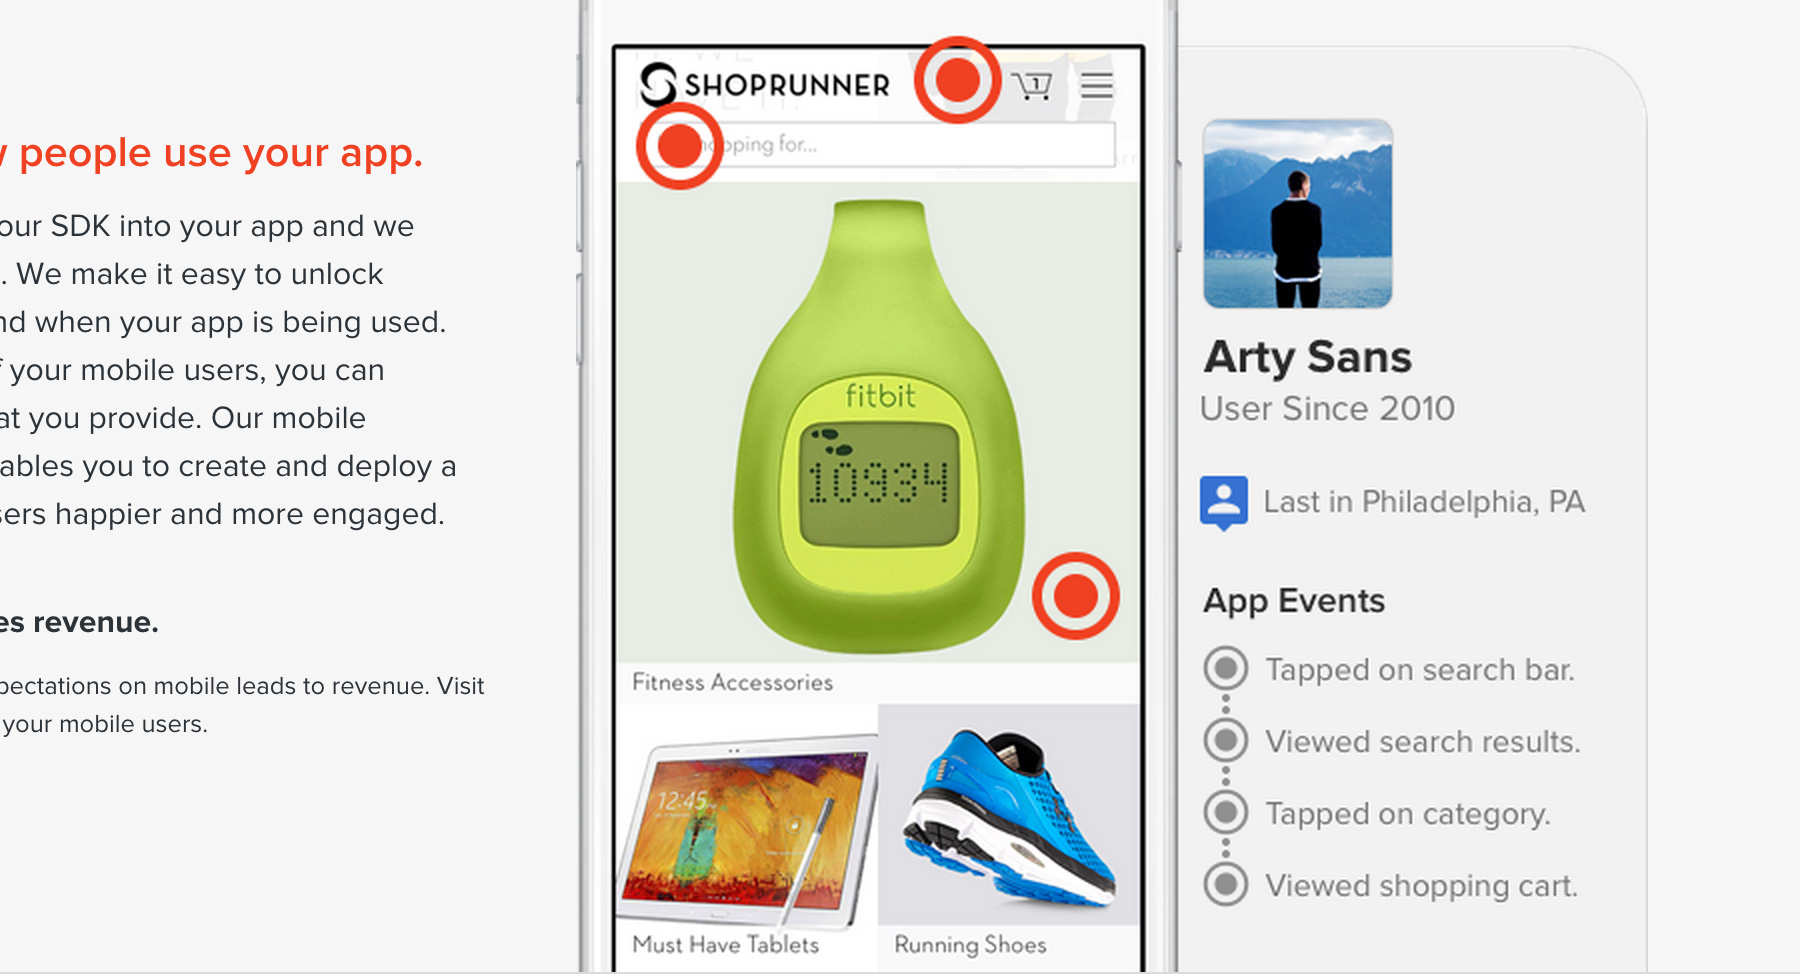 people use your app.
our SDK into your app and we
. We make it easy to unlock
nd when your app is being used.
f your mobile users, you can
at you provide. Our mobile
ables you to create and deploy a
sers happier and more engaged.
es revenue.
pectations on mobile leads to revenue. Visit
your mobile users.
SHOPRUNNER
1
opping for...
fitbit
10934
Fitness Accessories
12:45
Must Have Tablets
Running Shoes
Arty Sans
User Since 2010
Last in Philadelphia, PA
App Events
Tapped on search bar.
Viewed search results.
Tapped on category.
Viewed shopping cart.